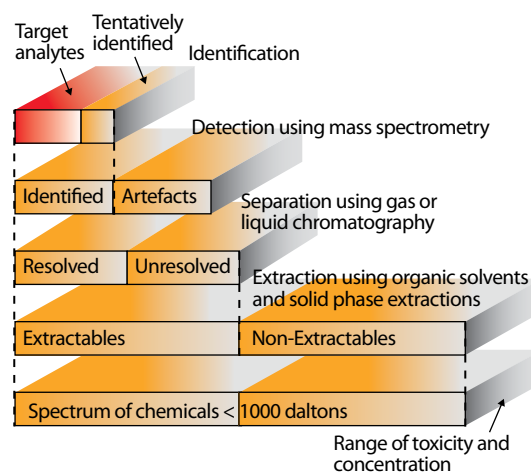 Target
analytes
Tentatively
identified
Identification
Detection using mass spectrometry
Identified
Artefacts
Separation using gas or
liquid chromatography
Resolved
Unresolved
Extraction using organic solvents
and solid phase extractions
Extractables
Non-Extractables
Spectrum of chemicals < 1000 daltons
Range of toxicity and
concentration